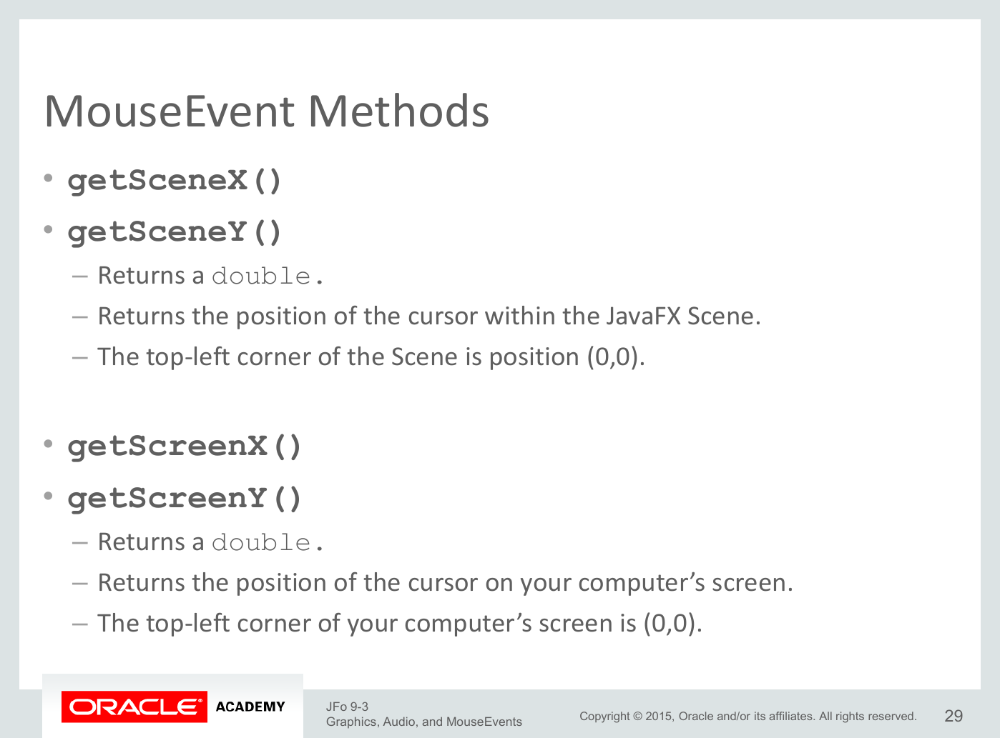 MouseEvent Methods
• getSceneX()
• getSceneY()
– Returns a double.
– Returns the position of the cursor within the JavaFX Scene.
– The top-left corner of the Scene is position (0,0).
• getScreenX()
• getScreenY()
– Returns a double.
– Returns the position of the cursor on your computer’s screen.
– The top-left corner of your computer’s screen is (0,0).
ORACLE® ACADEMY
JFo 9-3
Graphics, Audio, and MouseEvents
Copyright © 2015, Oracle and/or its affiliates. All rights reserved.
29